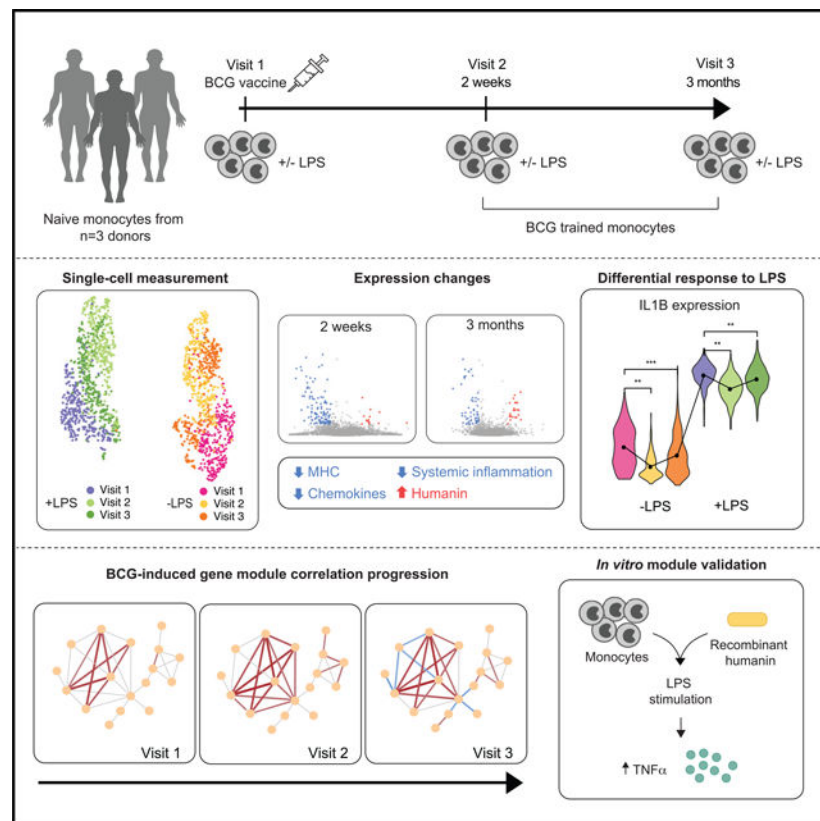 Visit 1
BCG vaccine
Visit 2
2 weeks
Visit 3
3 months
+/- LPS
+/- LPS
+/- LPS
Naive monocytes from
n=3 donors
BCG trained monocytes
Single-cell measurement
+LPS
Visit 1
Visit 2
Visit 3
-LPS
Visit 1
Visit 2
Visit 3
Expression changes
2 weeks
3 months
MHC
Systemic inflammation
Chemokines
Humanin
Differential response to LPS
IL1B expression
***
**
**
**
-LPS
+LPS
BCG-induced gene module correlation progression
Visit 1
Visit 2
Visit 3
In vitro module validation
Monocytes
Recombinant
humanin
LPS
stimulation
↑ TNFα